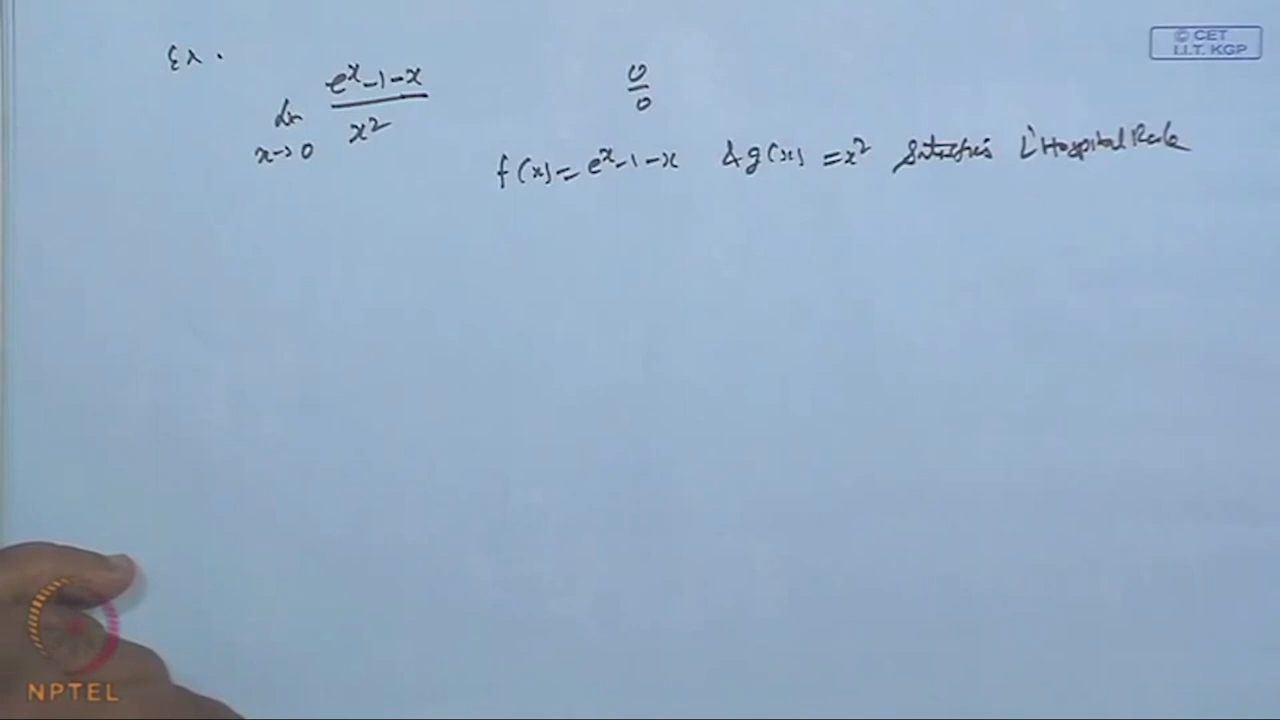 Ex.
lim x→0 (e^x-1-x)/x^2
0/0
f(x) = e^x-1-x & g(x) = x^2 Satisfies L'Hospital Rule
© CET
I.I.T. KGP
NPTEL